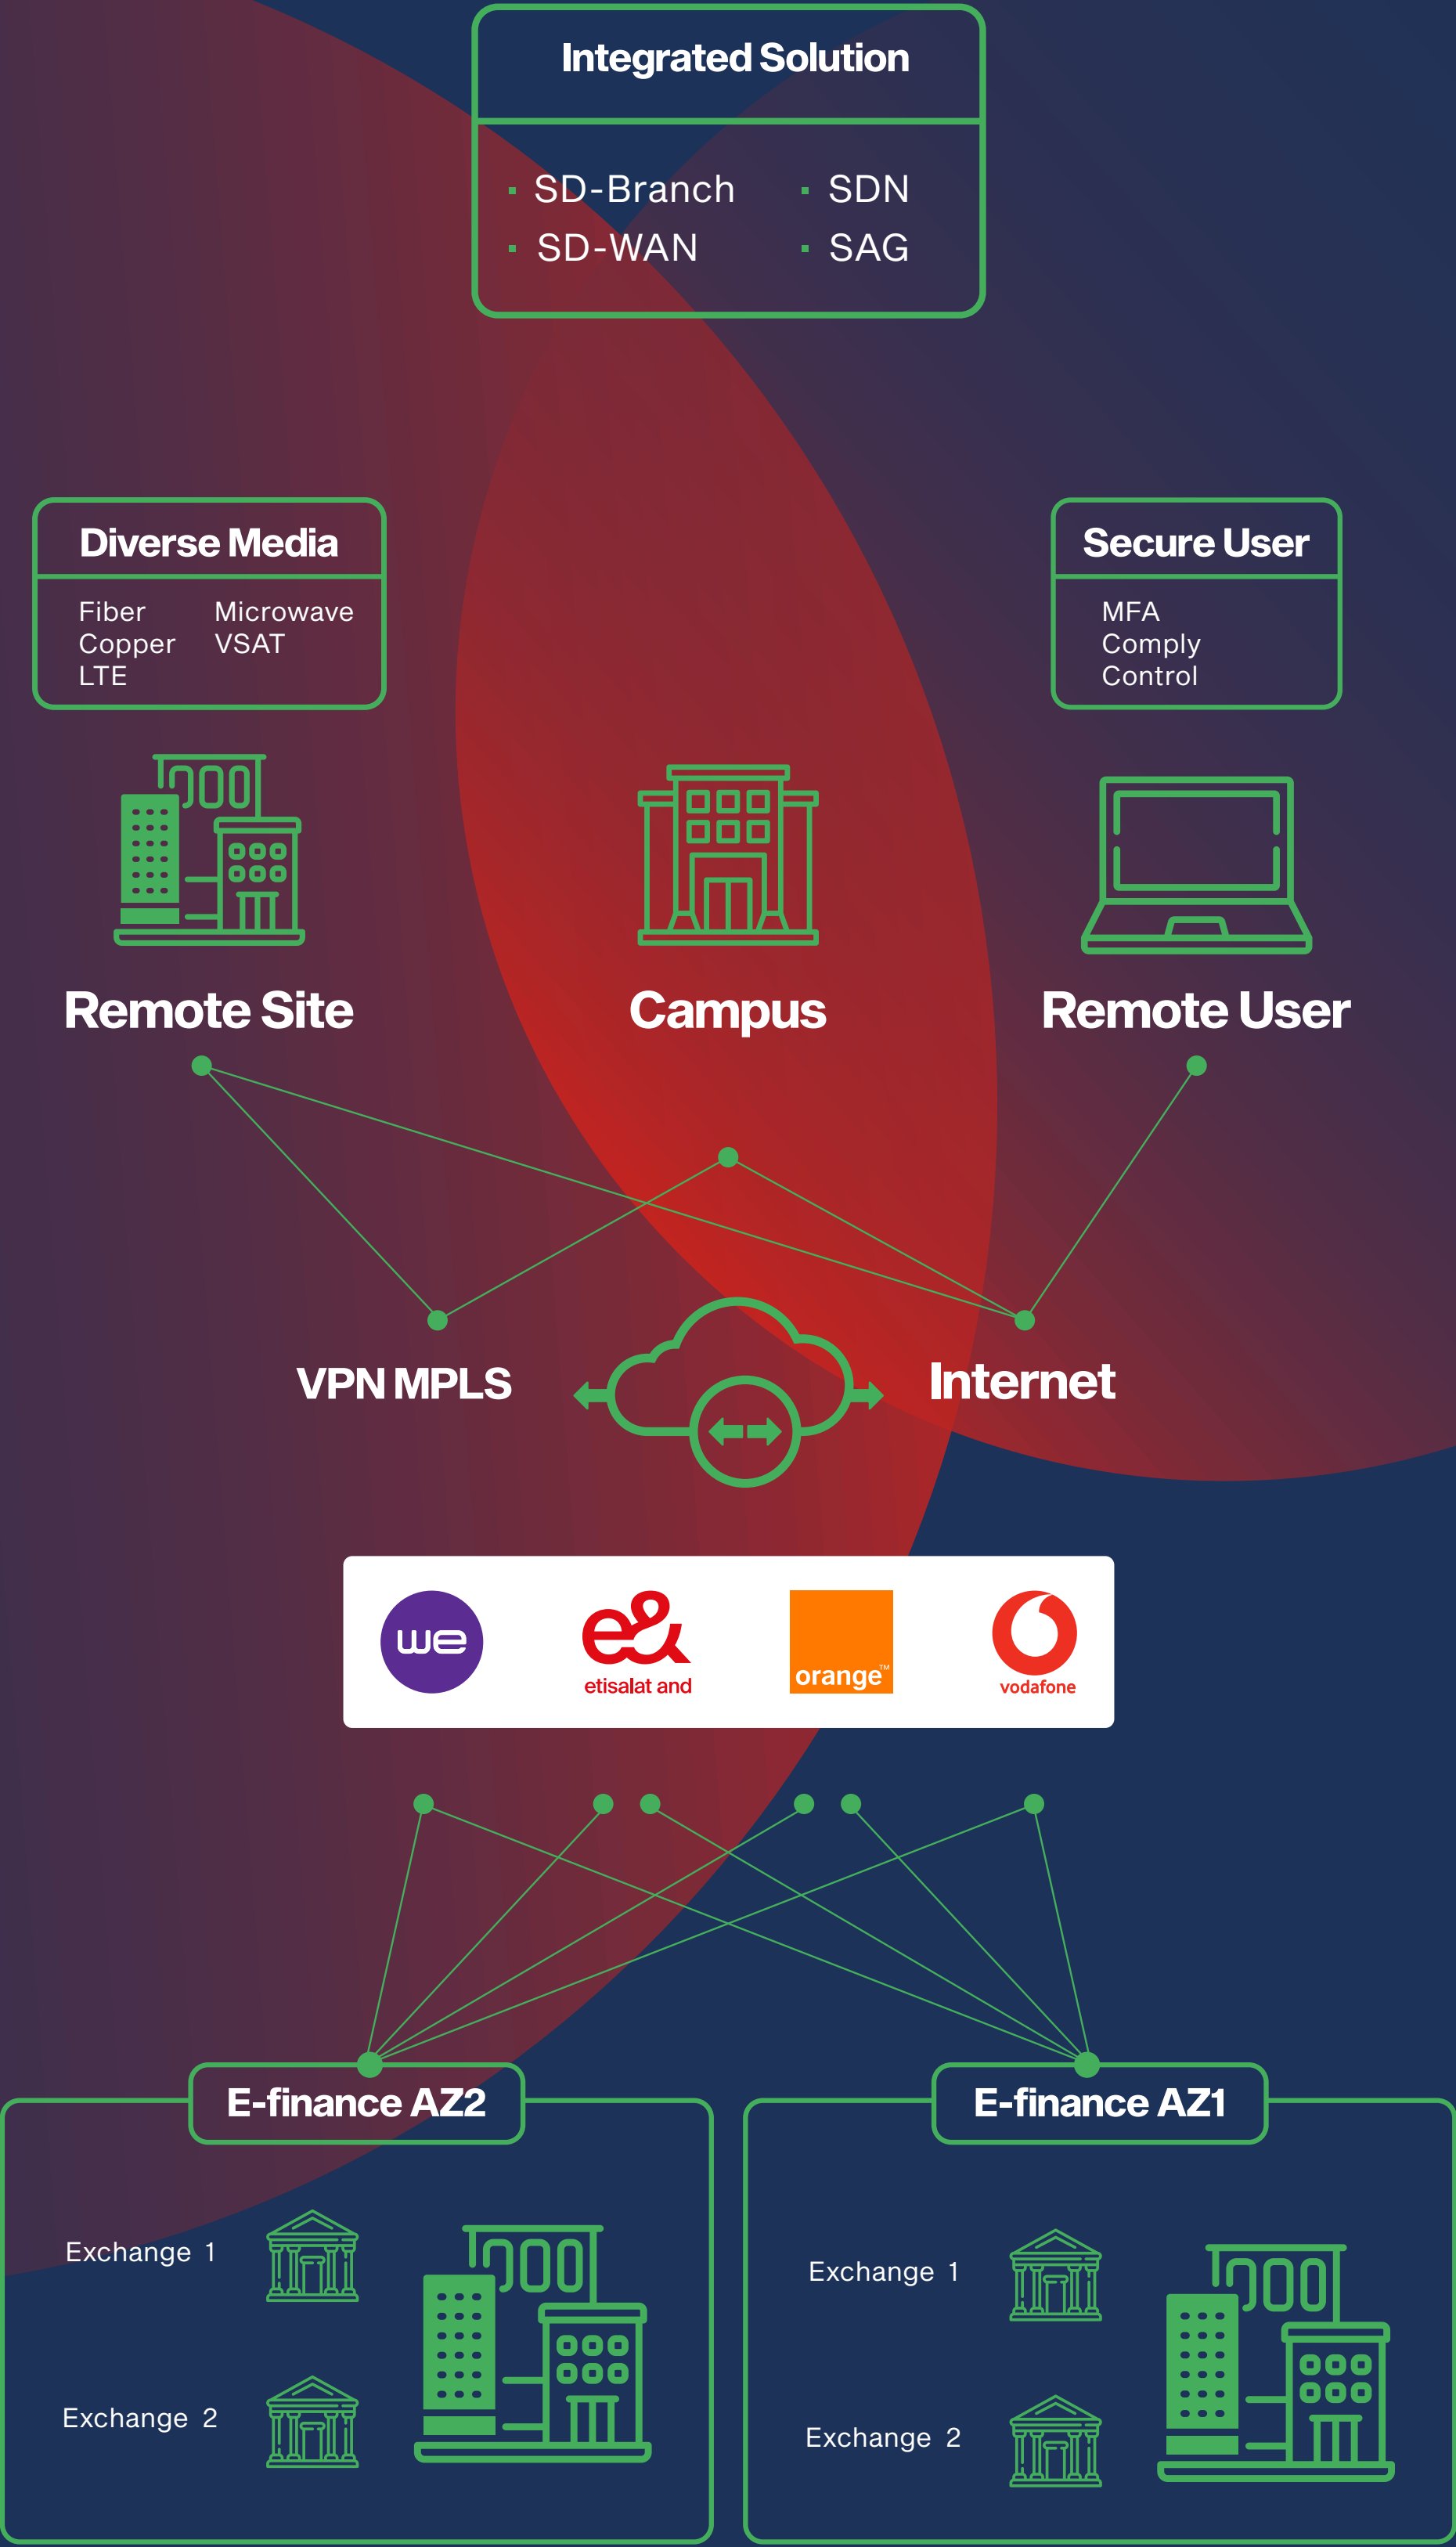 Integrated Solution
SD-Branch
SDN
SD-WAN
SAG
Diverse Media
Fiber
Microwave
Copper
VSAT
LTE
Secure User
MFA
Comply
Control
Remote Site
Campus
Remote User
VPN MPLS
Internet
we
e&
etisalat and
orange™
vodafone
E-finance AZ2
E-finance AZ1
Exchange 1
Exchange 2
Exchange 1
Exchange 2